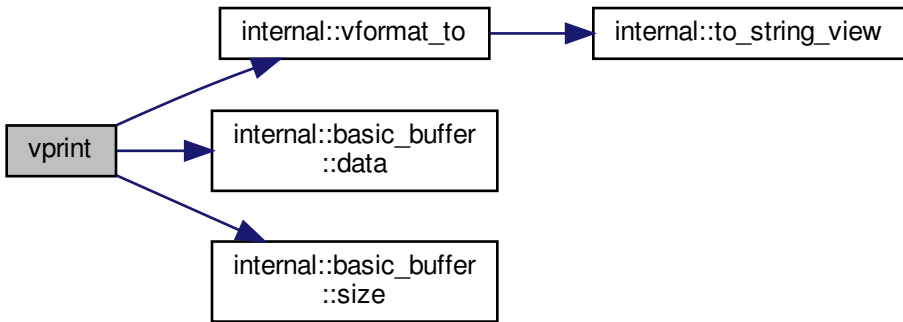 internal::vformat_to
internal::to_string_view
vprint
internal::basic_buffer
::data
internal::basic_buffer
::size